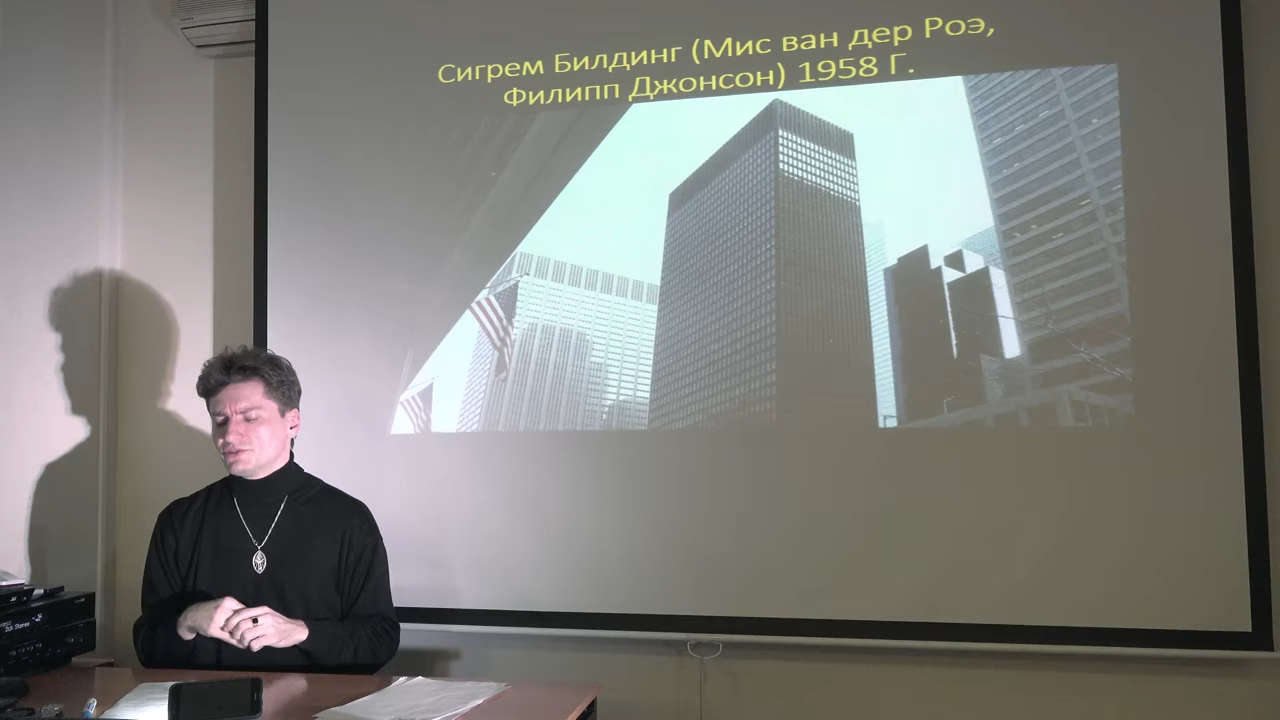 Сигрем Билдинг (Мис ван дер Роэ,
Филипп Джонсон) 1958 Г.